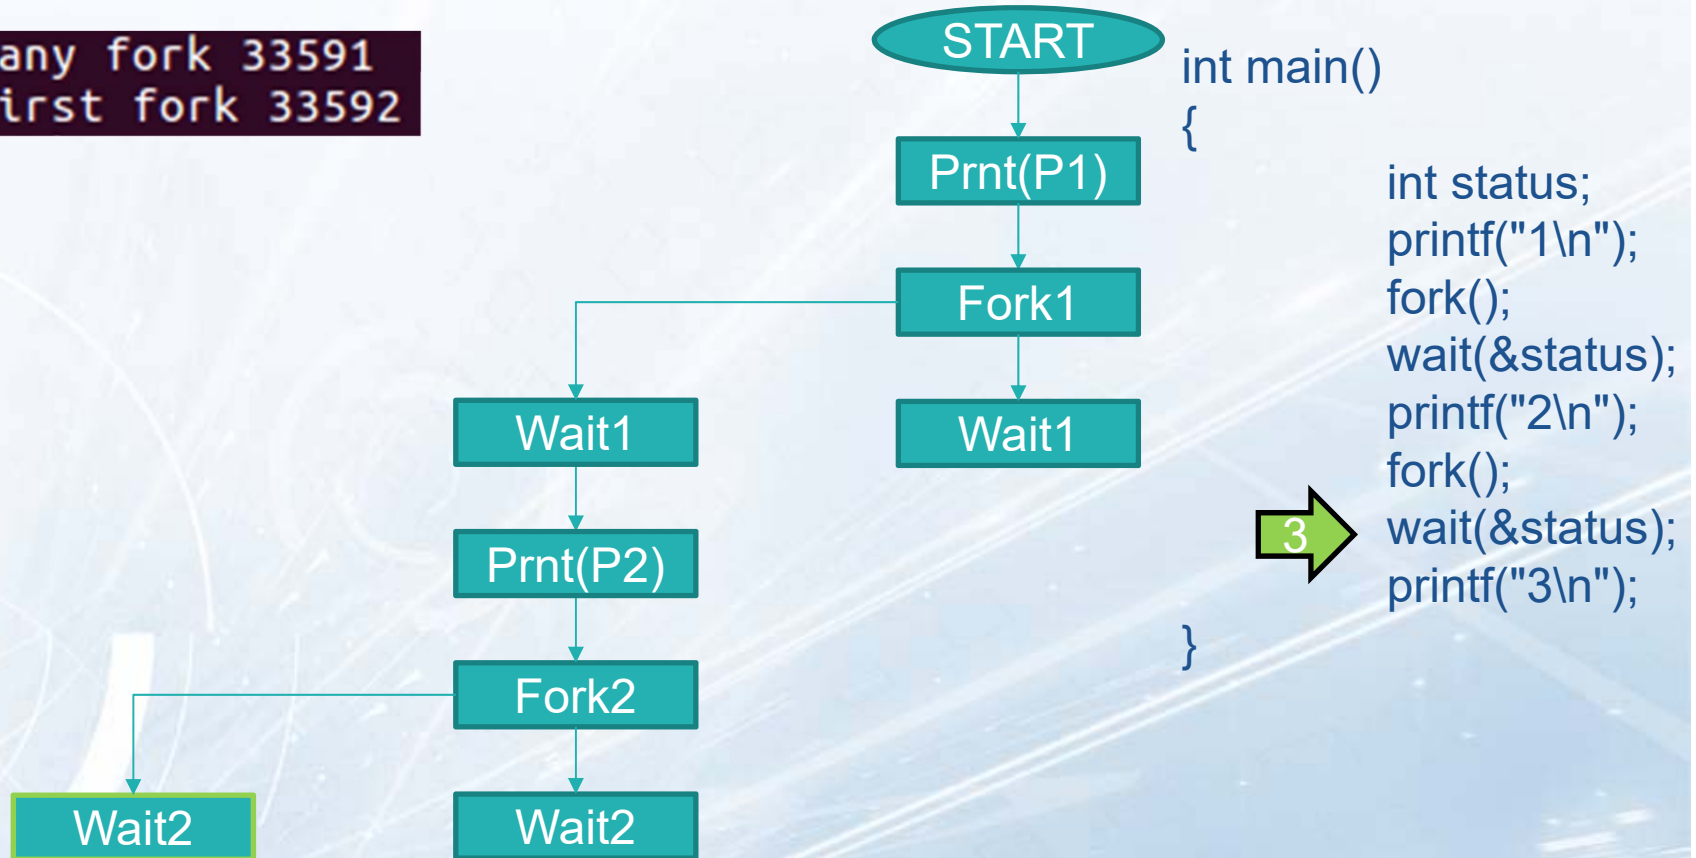 any fork 33591
irst fork 33592
START
Prnt(P1)
Fork1
Wait1
Wait1
Prnt(P2)
Fork2
Wait2
Wait2
int main()
{
int status;
printf("1\n");
fork();
wait(&status);
printf("2\n");
fork();
3
wait(&status);
printf("3\n");
}